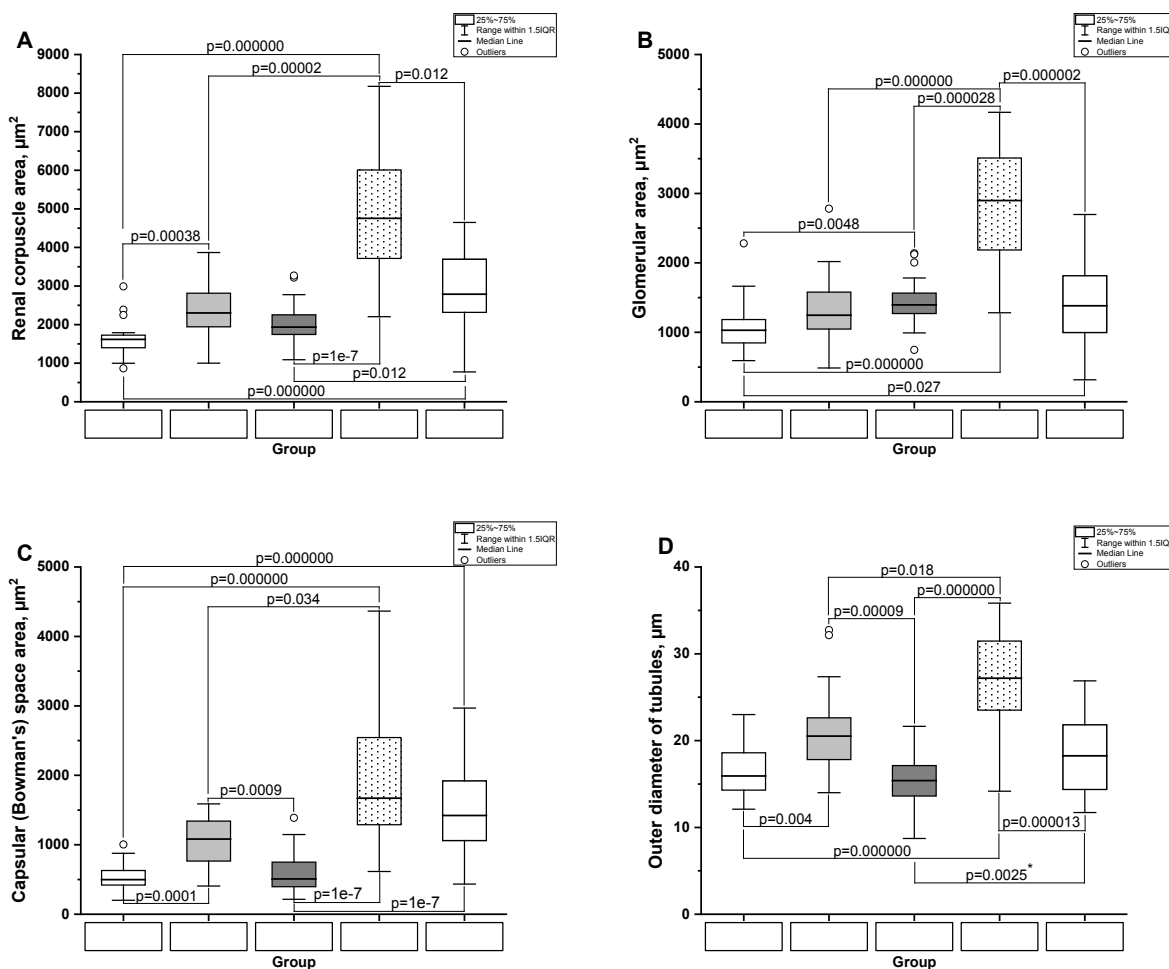 A
25%~75%
Range within 1.5IQR
Median Line
Outliers
p=0.000000
p=0.00002
p=0.012
p=0.00038
p=1e-7
p=0.012
p=0.000000
9000
8000
7000
6000
5000
4000
3000
2000
1000
0
Renal corpuscle area, µm²
Group
B
25%~75%
Range within 1.5IQR
Median Line
Outliers
p=0.000000
p=0.000002
p=0.000028
p=0.0048
p=0.000000
p=0.027
5000
4000
3000
2000
1000
0
Glomerular area, µm²
Group
C
25%~75%
Range within 1.5IQR
Median Line
Outliers
p=0.000000
p=0.000000
p=0.034
p=0.0009
p=0.0001
p=1e-7
p=1e-7
5000
4000
3000
2000
1000
0
Capsular (Bowman's) space area, µm²
Group
D
25%~75%
Range within 1.5IQR
Median Line
Outliers
p=0.018
p=0.000000
p=0.00009
p=0.004
p=0.000013
p=0.000000
p=0.0025*
40
30
20
10
0
Outer diameter of tubules, µm
Group